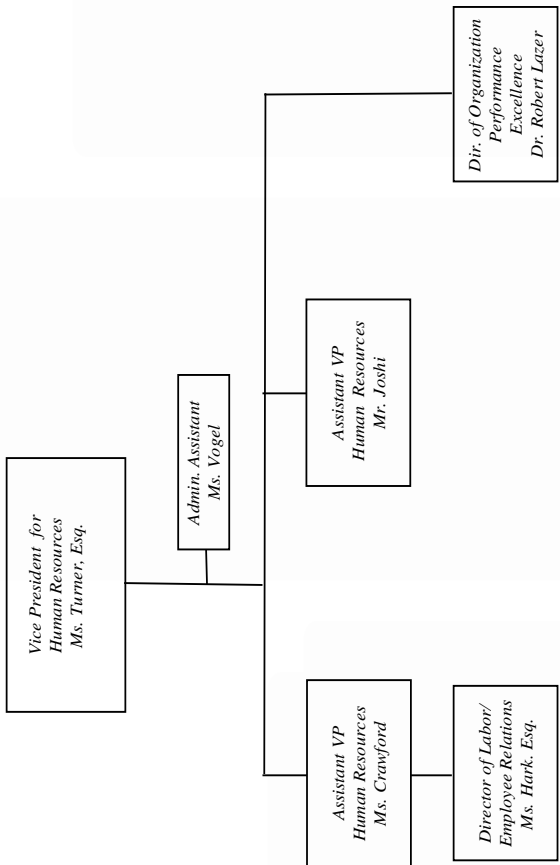 Vice President for
Human Resources
Ms. Turner, Esq.
Admin. Assistant
Ms. Vogel
Assistant VP
Human Resources
Ms. Crawford
Assistant VP
Human Resources
Mr. Joshi
Director of Labor/
Employee Relations
Ms. Hark. Esq.
Dir. of Organization
Performance
Excellence
Dr. Robert Lazer